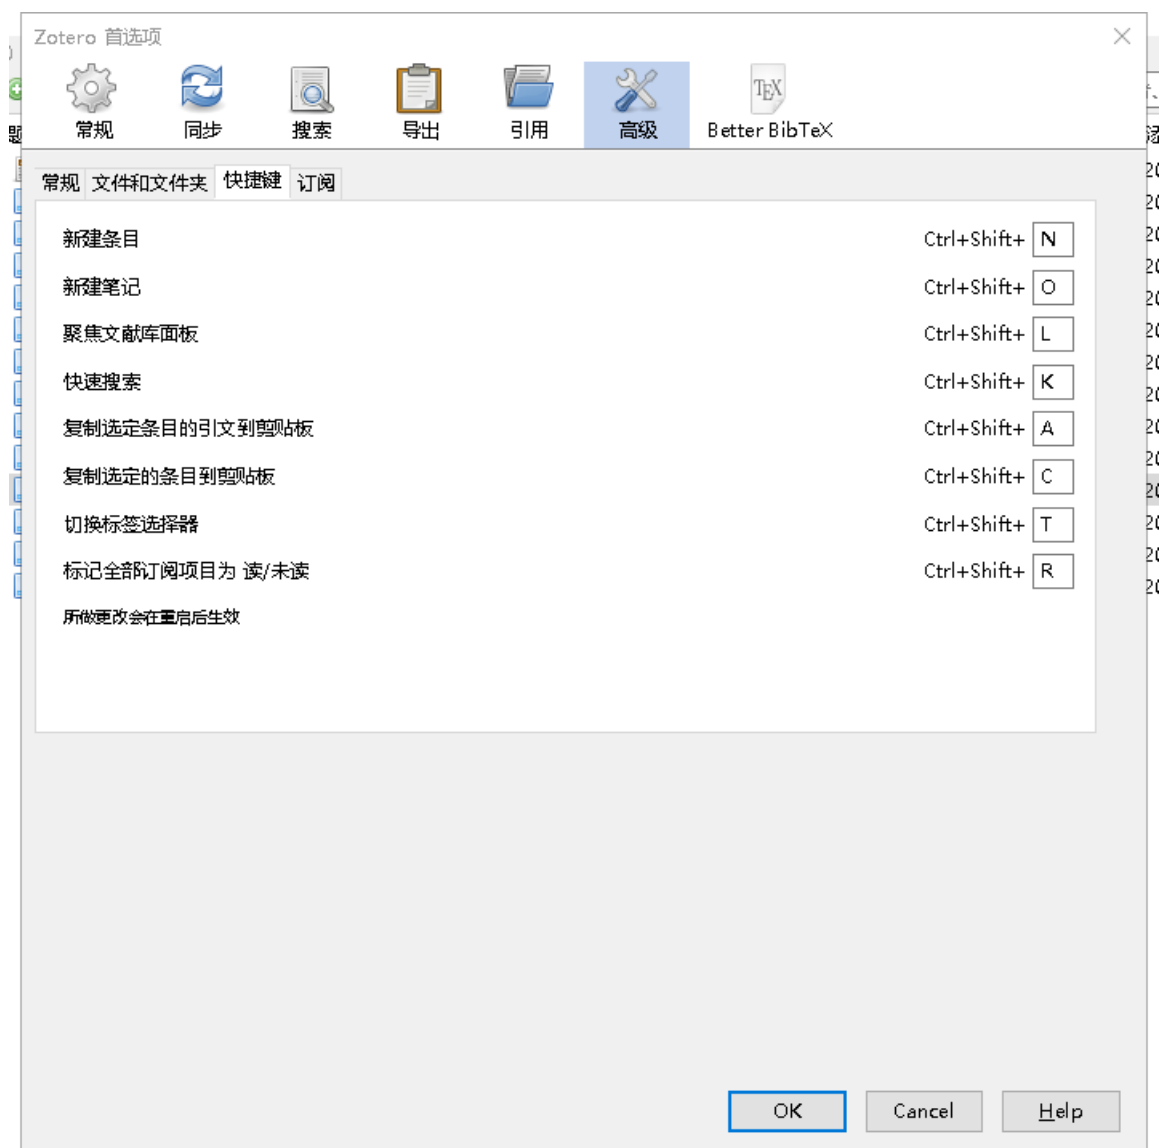 Zotero 首选项
常规 同步 搜索 导出 引用 高级 Better BibTeX
常规 文件和文件夹 快捷键 订阅
新建条目 Ctrl+Shift+ N
新建笔记 Ctrl+Shift+ O
聚焦文献库面板 Ctrl+Shift+ L
快速搜索 Ctrl+Shift+ K
复制选定条目的引文到剪贴板 Ctrl+Shift+ A
复制选定的条目到剪贴板 Ctrl+Shift+ C
切换标签选择器 Ctrl+Shift+ T
标记全部订阅项目为 读/未读 Ctrl+Shift+ R
所做更改会在重启后生效
OK Cancel Help